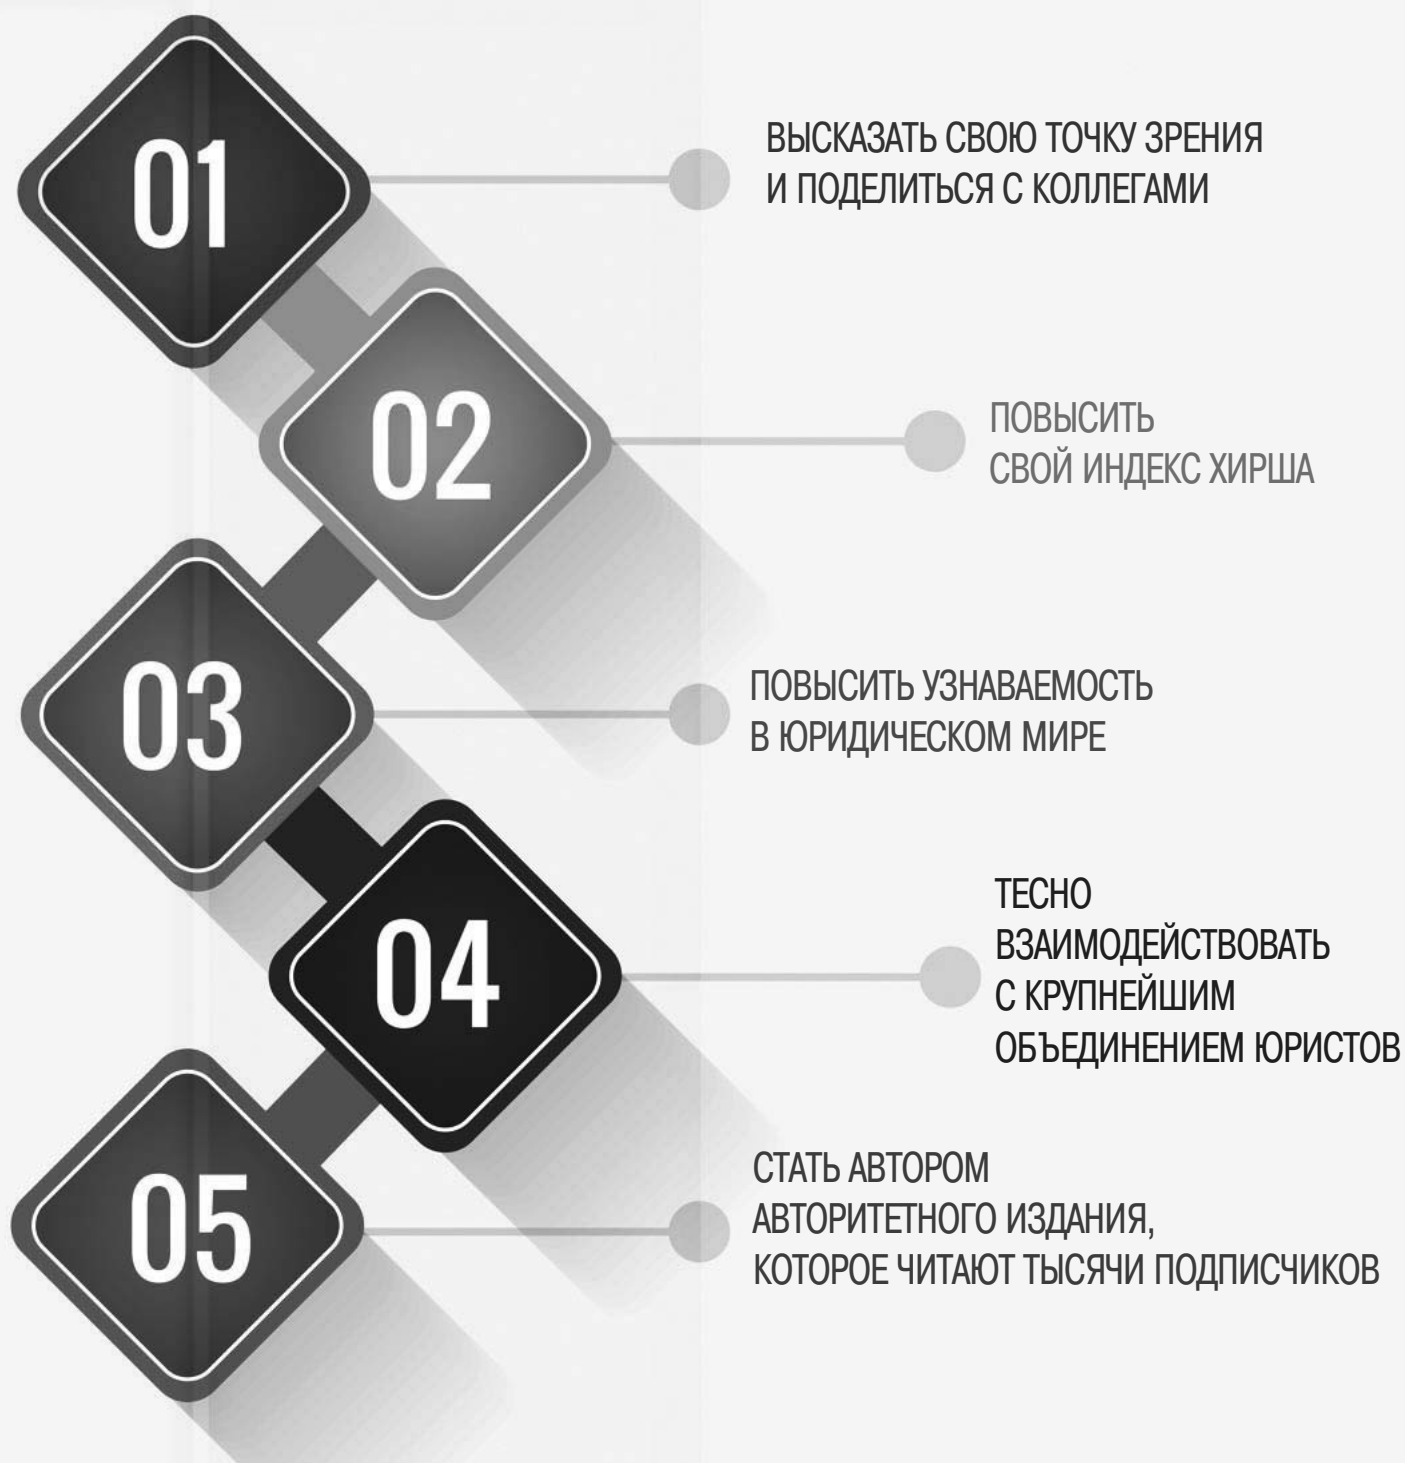 01
ВЫСКАЗАТЬ СВОЮ ТОЧКУ ЗРЕНИЯ
И ПОДЕЛИТЬСЯ С КОЛЛЕГАМИ
02
ПОВЫСИТЬ
СВОЙ ИНДЕКС ХИРША
03
ПОВЫСИТЬ УЗНАВАЕМОСТЬ
В ЮРИДИЧЕСКОМ МИРЕ
04
ТЕСНО
ВЗАИМОДЕЙСТВОВАТЬ
С КРУПНЕЙШИМ
ОБЪЕДИНЕНИЕМ ЮРИСТОВ
05
СТАТЬ АВТОРОМ
АВТОРИТЕТНОГО ИЗДАНИЯ,
КОТОРОЕ ЧИТАЮТ ТЫСЯЧИ ПОДПИСЧИКОВ